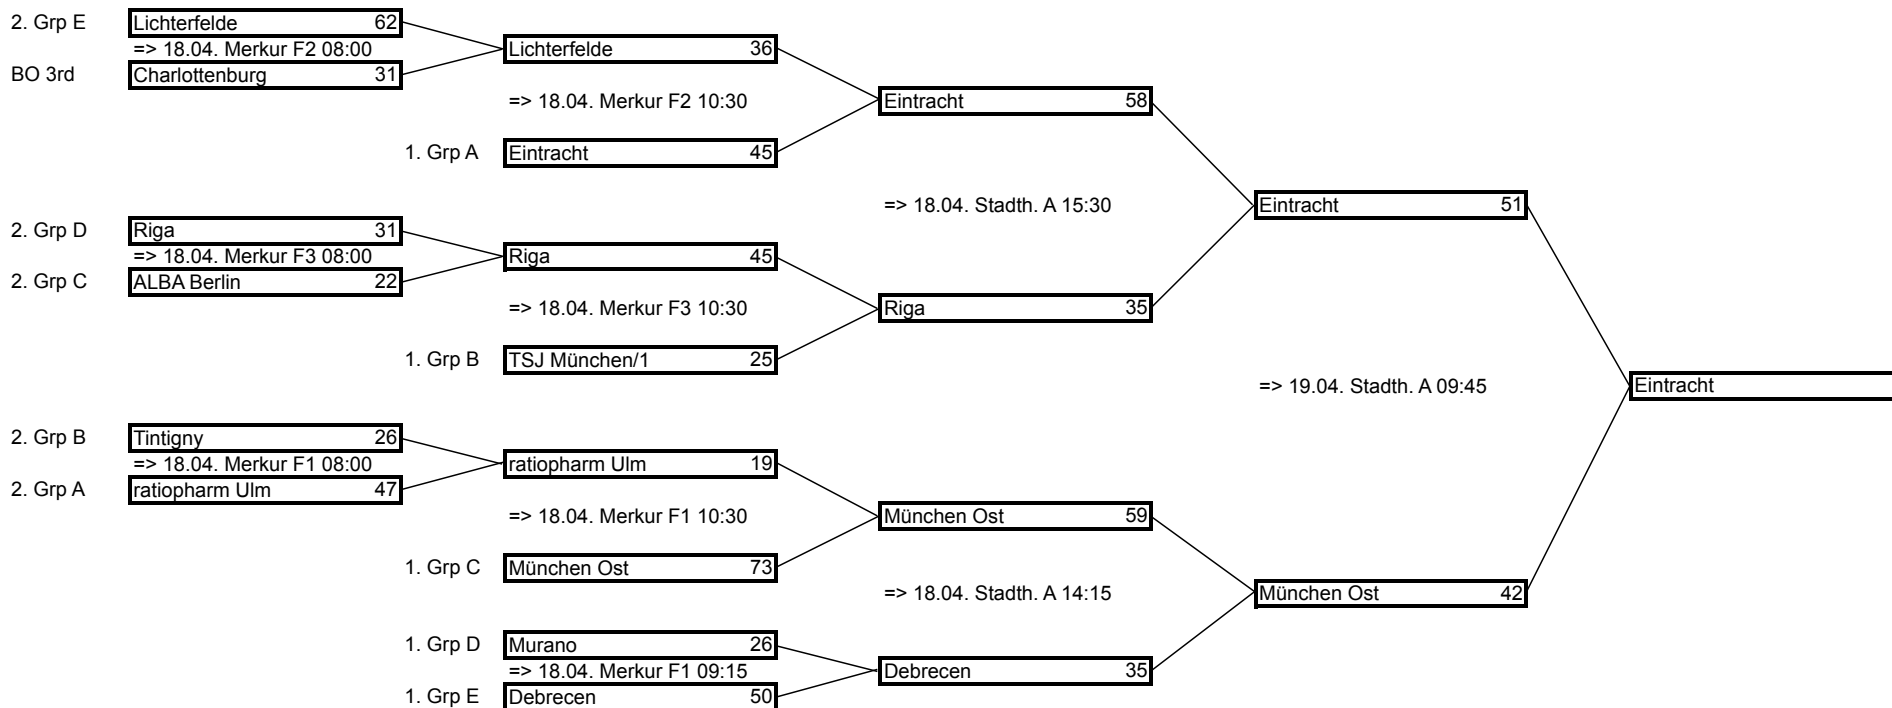 2. Grp E Lichterfelde 62
=> 18.04. Merkur F2 08:00
BO 3rd Charlottenburg 31
Lichterfelde 36
=> 18.04. Merkur F2 10:30
1. Grp A Eintracht 45
Eintracht 58
=> 18.04. Stadth. A 15:30
2. Grp D Riga 31
=> 18.04. Merkur F3 08:00
2. Grp C ALBA Berlin 22
Riga 45
=> 18.04. Merkur F3 10:30
1. Grp B TSJ München/1 25
Riga 35
Eintracht 51
=> 19.04. Stadth. A 09:45
Eintracht
2. Grp B Tintigny 26
=> 18.04. Merkur F1 08:00
2. Grp A ratiopharm Ulm 47
ratiopharm Ulm 19
=> 18.04. Merkur F1 10:30
1. Grp C München Ost 73
München Ost 59
=> 18.04. Stadth. A 14:15
München Ost 42
1. Grp D Murano 26
=> 18.04. Merkur F1 09:15
1. Grp E Debrecen 50
Debrecen 35